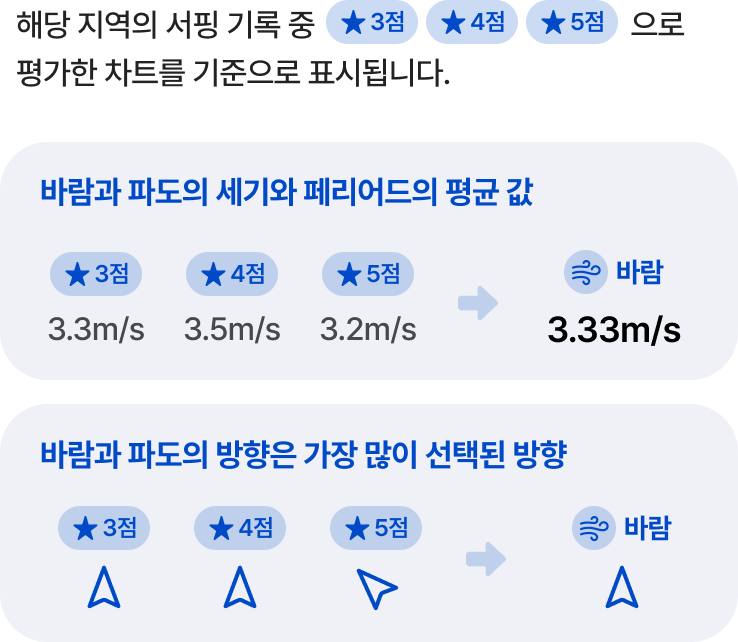 해당 지역의 서핑 기록 중 ★ 3점 ★ 4점 ★ 5점 으로
평가한 차트를 기준으로 표시됩니다.
바람과 파도의 세기와 페리어드의 평균 값
★ 3점 ★ 4점 ★ 5점 바람
3.3m/s 3.5m/s 3.2m/s 3.33m/s
바람과 파도의 방향은 가장 많이 선택된 방향
★ 3점 ★ 4점 ★ 5점 바람